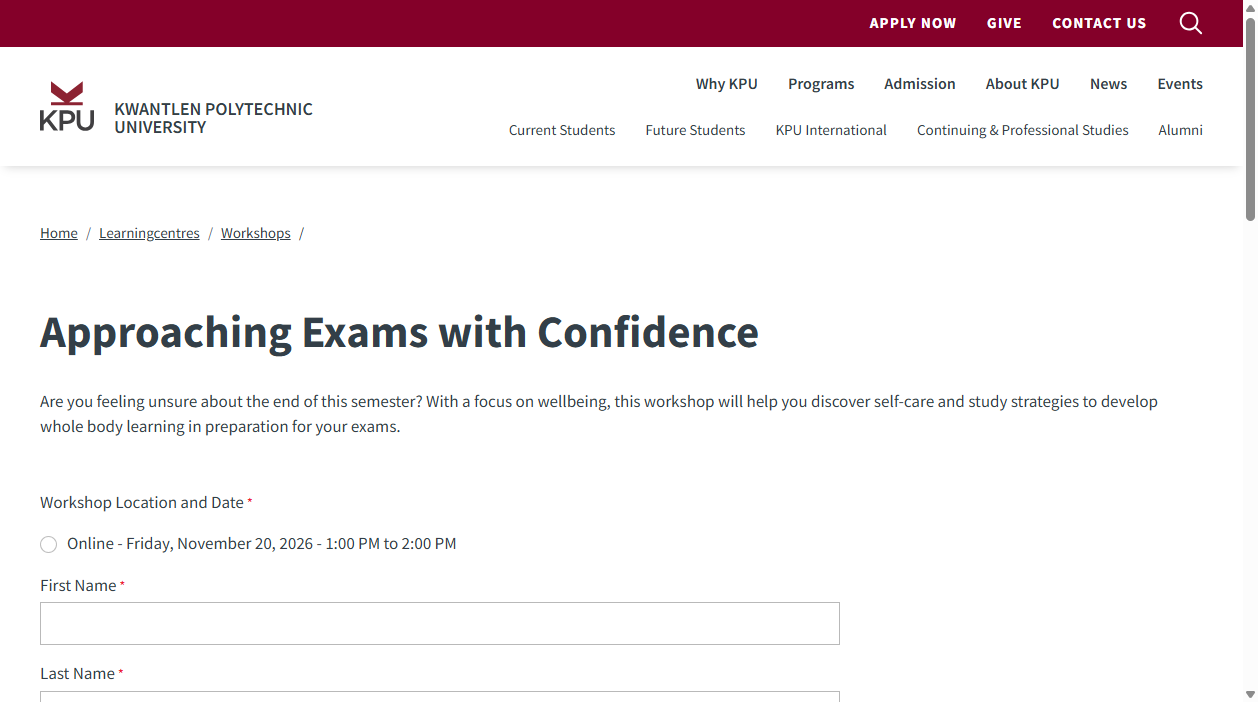 APPLY NOW GIVE CONTACT US
KPU
KWANTLEN POLYTECHNIC
UNIVERSITY
Why KPU Programs Admission About KPU News Events
Current Students Future Students KPU International Continuing & Professional Studies Alumni
Home / Learningcentres / Workshops /
Approaching Exams with Confidence
Are you feeling unsure about the end of this semester? With a focus on wellbeing, this workshop will help you discover self-care and study strategies to develop
whole body learning in preparation for your exams.
Workshop Location and Date *
Online - Friday, November 20, 2026 - 1:00 PM to 2:00 PM
First Name *
Last Name *